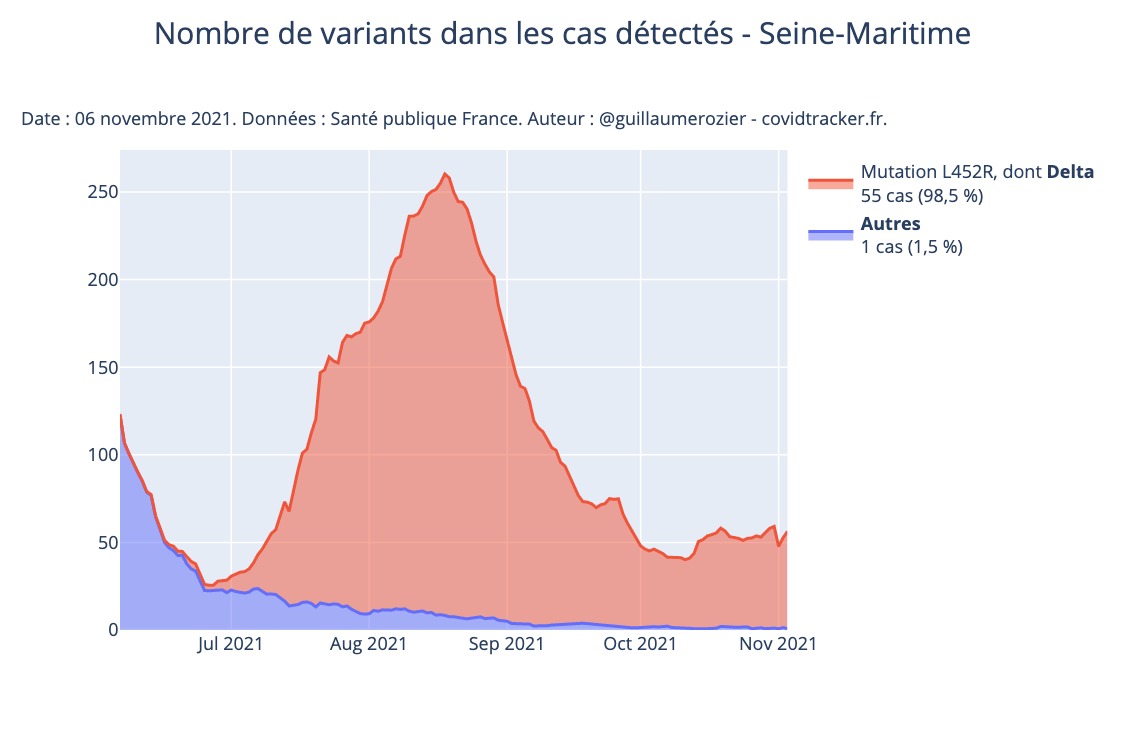 Nombre de variants dans les cas détectés - Seine-Maritime
Date : 06 novembre 2021. Données : Santé publique France. Auteur : @guillaumerozier - covidtracker.fr.
Mutation L452R, dont Delta
55 cas (98,5 %)
Autres
1 cas (1,5 %)
250
200
150
100
50
0
Jul 2021 Aug 2021 Sep 2021 Oct 2021 Nov 2021